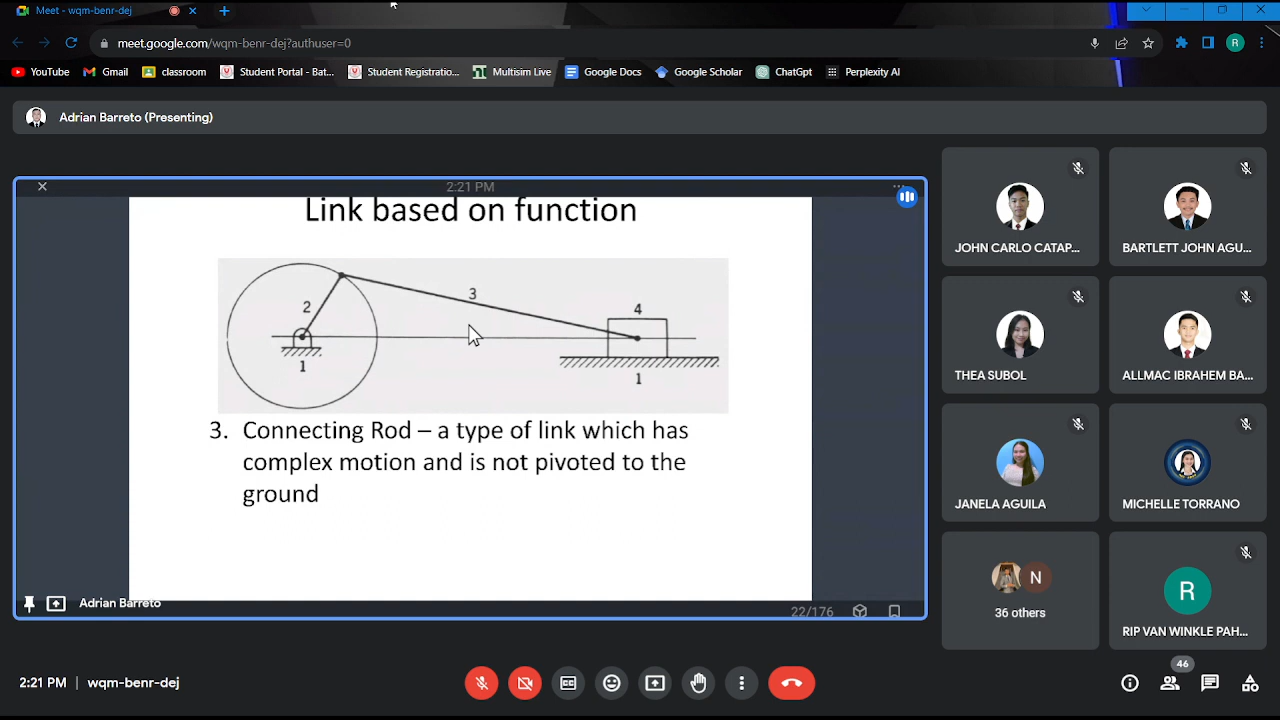 Meet - wqm-benr-dej
meet.google.com/wqm-benr-dej?authuser=0
R
YouTube
Gmail
classroom
Student Portal - Bat...
Student Registratio...
Multisim Live
Google Docs
Google Scholar
ChatGpt
Perplexity AI
Adrian Barreto (Presenting)
2:21 PM
Link based on function
2
3
4
1
1
3. Connecting Rod – a type of link which has
complex motion and is not pivoted to the
ground
Adrian Barreto
22/176
JOHN CARLO CATAP...
BARTLETT JOHN AGU...
THEA SUBOL
ALLMAC IBRAHEM BA...
JANELA AGUILA
MICHELLE TORRANO
N
36 others
R
RIP VAN WINKLE PAH...
2:21 PM | wqm-benr-dej
46